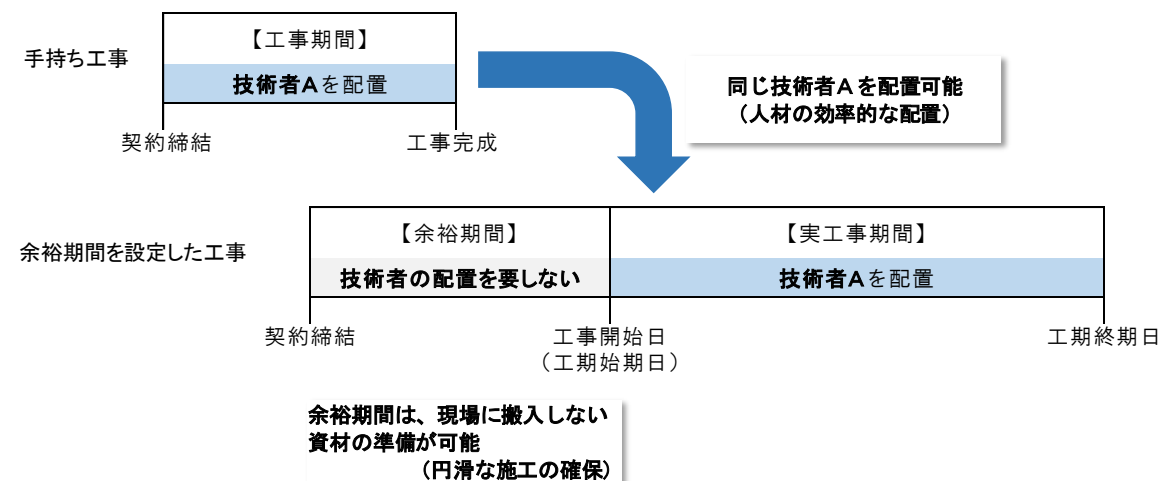 手持ち工事
【工事期間】
技術者Aを配置
契約締結
工事完成
同じ技術者Aを配置可能
（人材の効率的な配置）
余裕期間を設定した工事
【余裕期間】
【実工事期間】
技術者の配置を要しない
技術者Aを配置
契約締結
工事開始日
（工期始期日）
工期終期日
余裕期間は、現場に搬入しない
資材の準備が可能
（円滑な施工の確保）